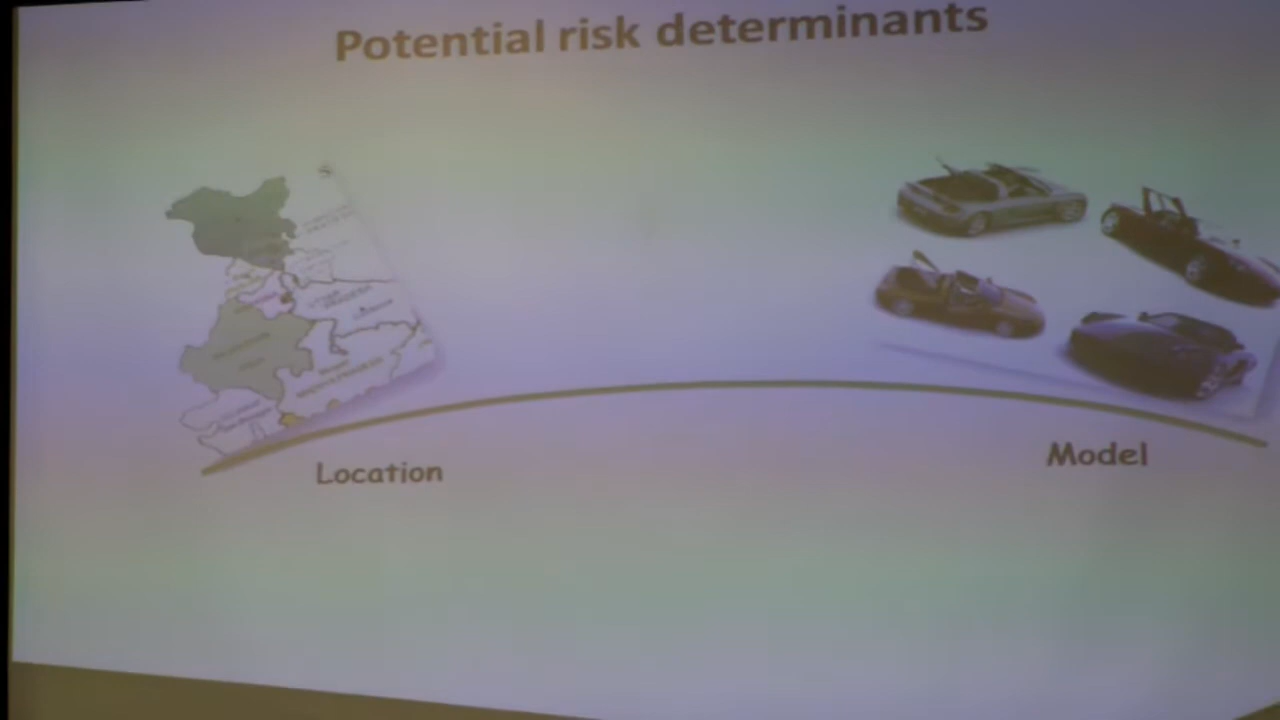 Potential risk determinants
Location
Model